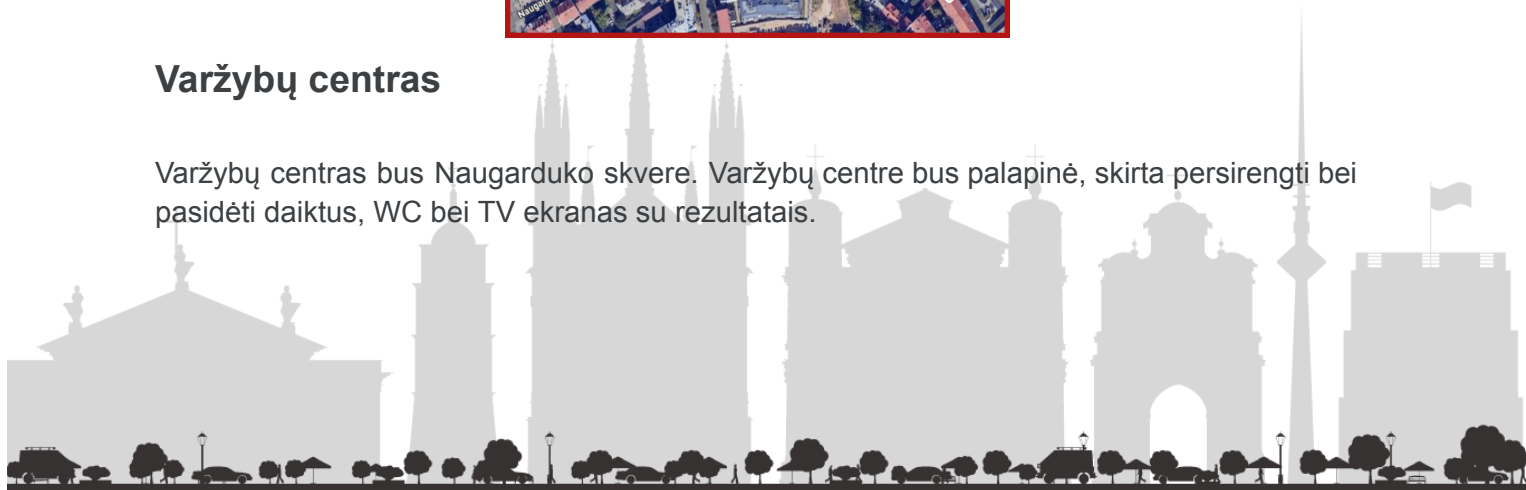 Varžybų centras
Varžybų centras bus Naugarduko skvere. Varžybų centre bus palapinė, skirta persirengti bei
pasidėti daiktus, WC bei TV ekranas su rezultatais.